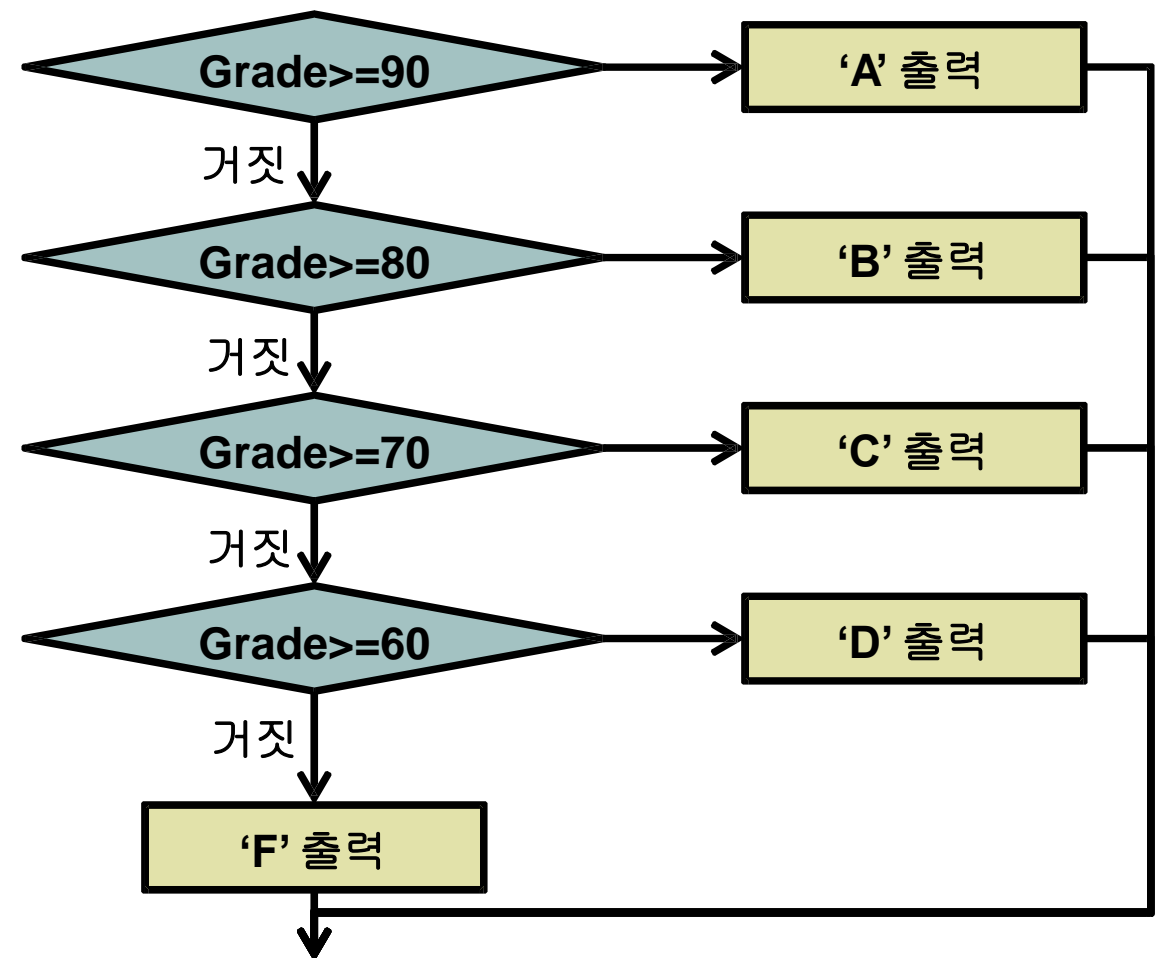 Grade>=90
‘A’ 출력
거짓
Grade>=80
‘B’ 출력
거짓
Grade>=70
‘C’ 출력
거짓
Grade>=60
‘D’ 출력
거짓
‘F’ 출력